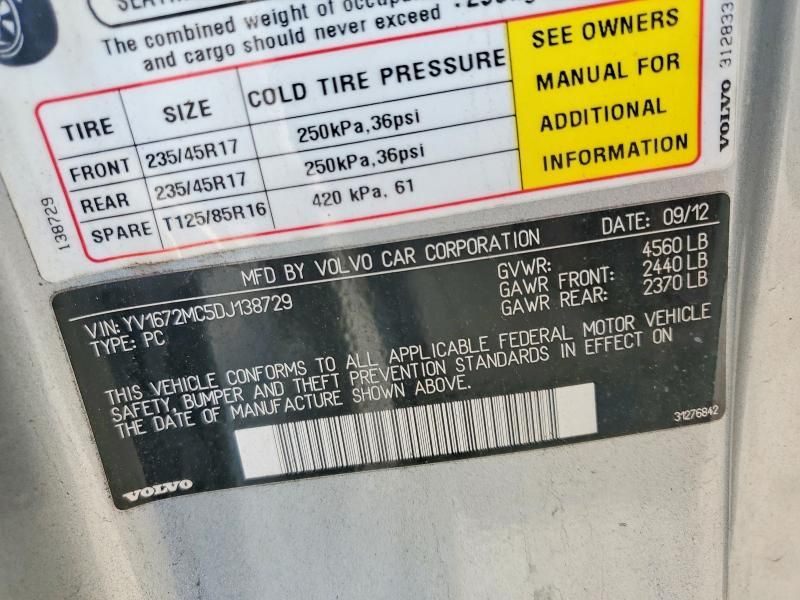 The combined weight of
and cargo should never exceed
TIRE SIZE COLD TIRE PRESSURE
FRONT 235/45R17 250kPa,36psi
REAR 235/45R17 250kPa,36psi
SPARE T125/85R16 420 kPa, 61
SEE OWNERS
MANUAL FOR
ADDITIONAL
INFORMATION
138729
VOLVO 312833
MFD BY VOLVO CAR CORPORATION DATE: 09/12
GVWR: 4560 LB
GAWR FRONT: 2440 LB
GAWR REAR: 2370 LB
VIN: YV1672MC5DJ138729
TYPE: PC
THIS VEHICLE CONFORMS TO ALL APPLICABLE FEDERAL MOTOR VEHICLE
SAFETY, BUMPER AND THEFT PREVENTION STANDARDS IN EFFECT ON
THE DATE OF MANUFACTURE SHOWN ABOVE.
31276842
VOLVO